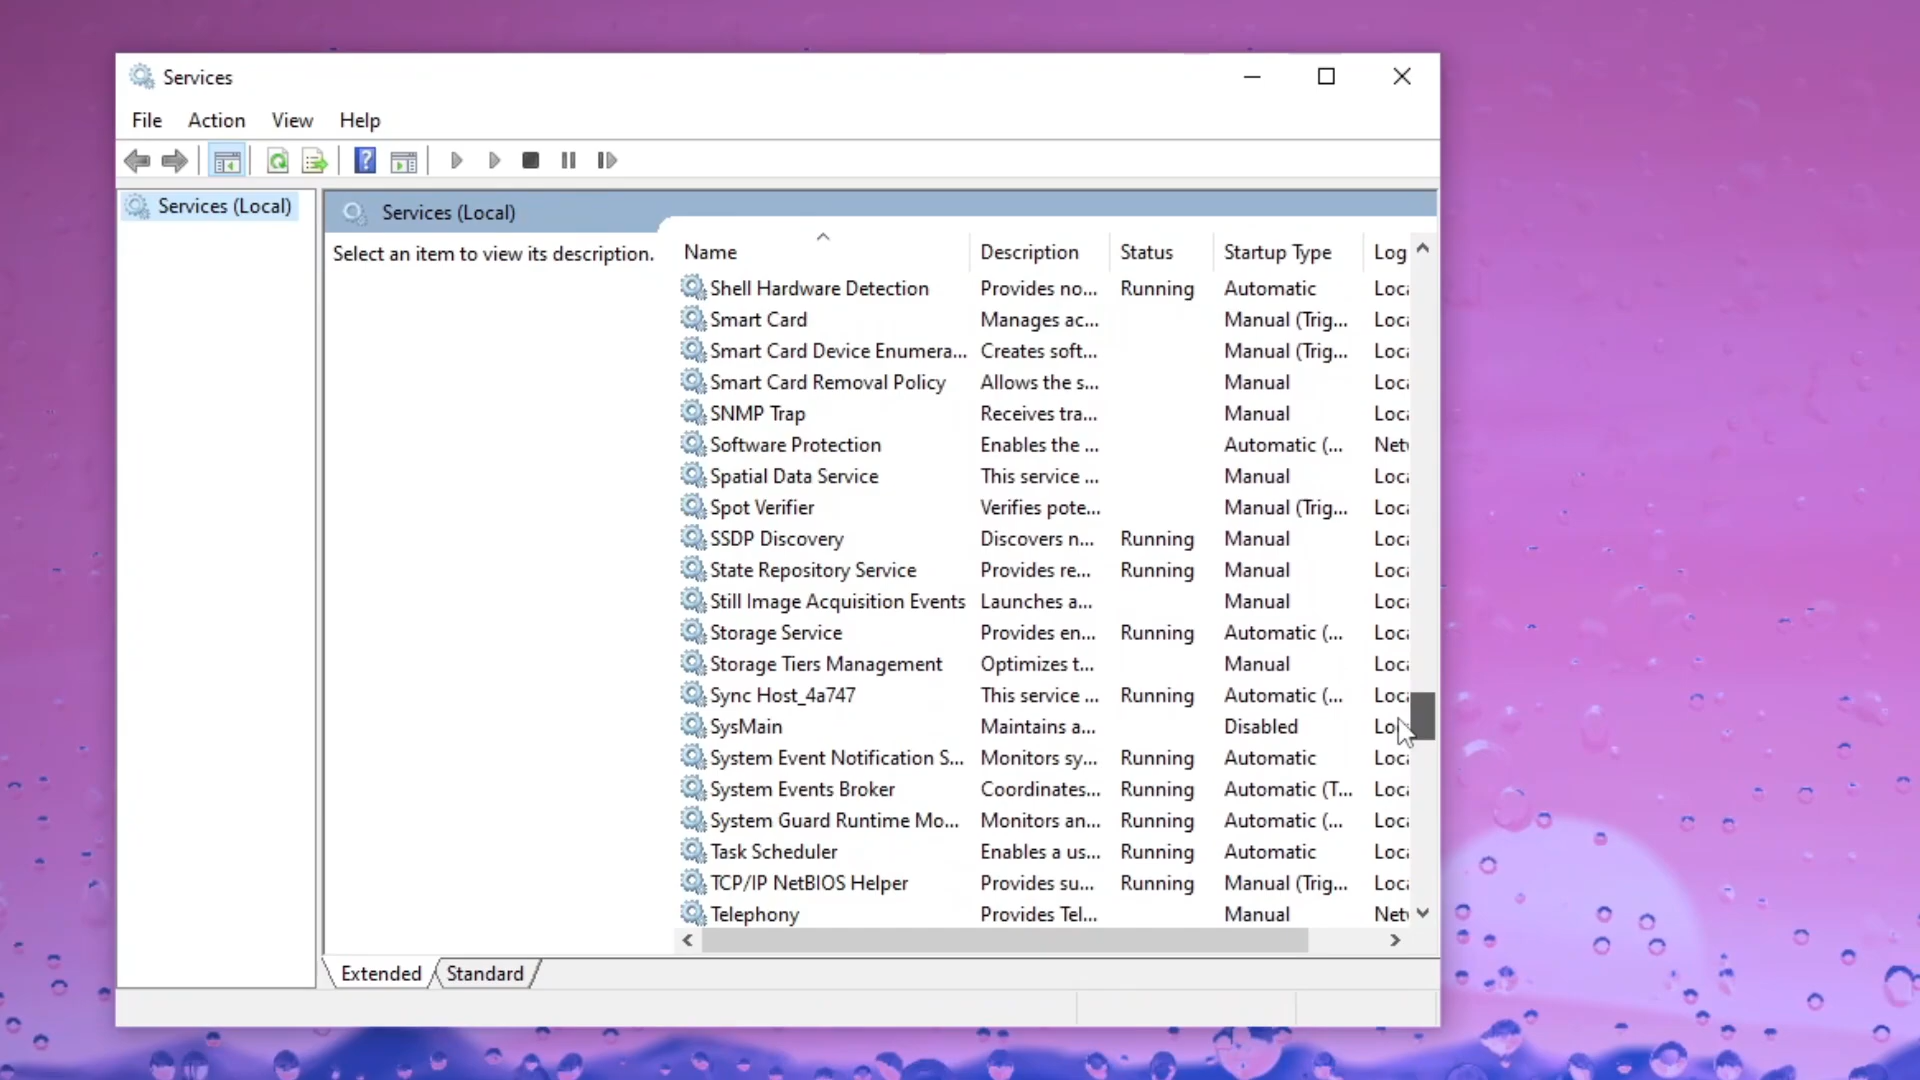 Services
File Action View Help
Services (Local)
Services (Local)
Select an item to view its description.
Name Description Status Startup Type Log
Shell Hardware Detection Provides no... Running Automatic Loc
Smart Card Manages ac... Manual (Trig... Loc
Smart Card Device Enumera... Creates soft... Manual (Trig... Loc
Smart Card Removal Policy Allows the s... Manual Loc
SNMP Trap Receives tra... Manual Loc
Software Protection Enables the ... Automatic (... Net
Spatial Data Service This service ... Manual Loc
Spot Verifier Verifies pote... Manual (Trig... Loc
SSDP Discovery Discovers n... Running Manual Loc
State Repository Service Provides re... Running Manual Loc
Still Image Acquisition Events Launches a... Manual Loc
Storage Service Provides en... Running Automatic (... Loc
Storage Tiers Management Optimizes t... Manual Loc
Sync Host_4a747 This service ... Running Automatic (... Loc
SysMain Maintains a... Disabled Lo
System Event Notification S... Monitors sy... Running Automatic Loc
System Events Broker Coordinates... Running Automatic (T... Loc
System Guard Runtime Mo... Monitors an... Running Automatic (... Loc
Task Scheduler Enables a us... Running Automatic Loc
TCP/IP NetBIOS Helper Provides su... Running Manual (Trig... Loc
Telephony Provides Tel... Manual Net
Extended Standard